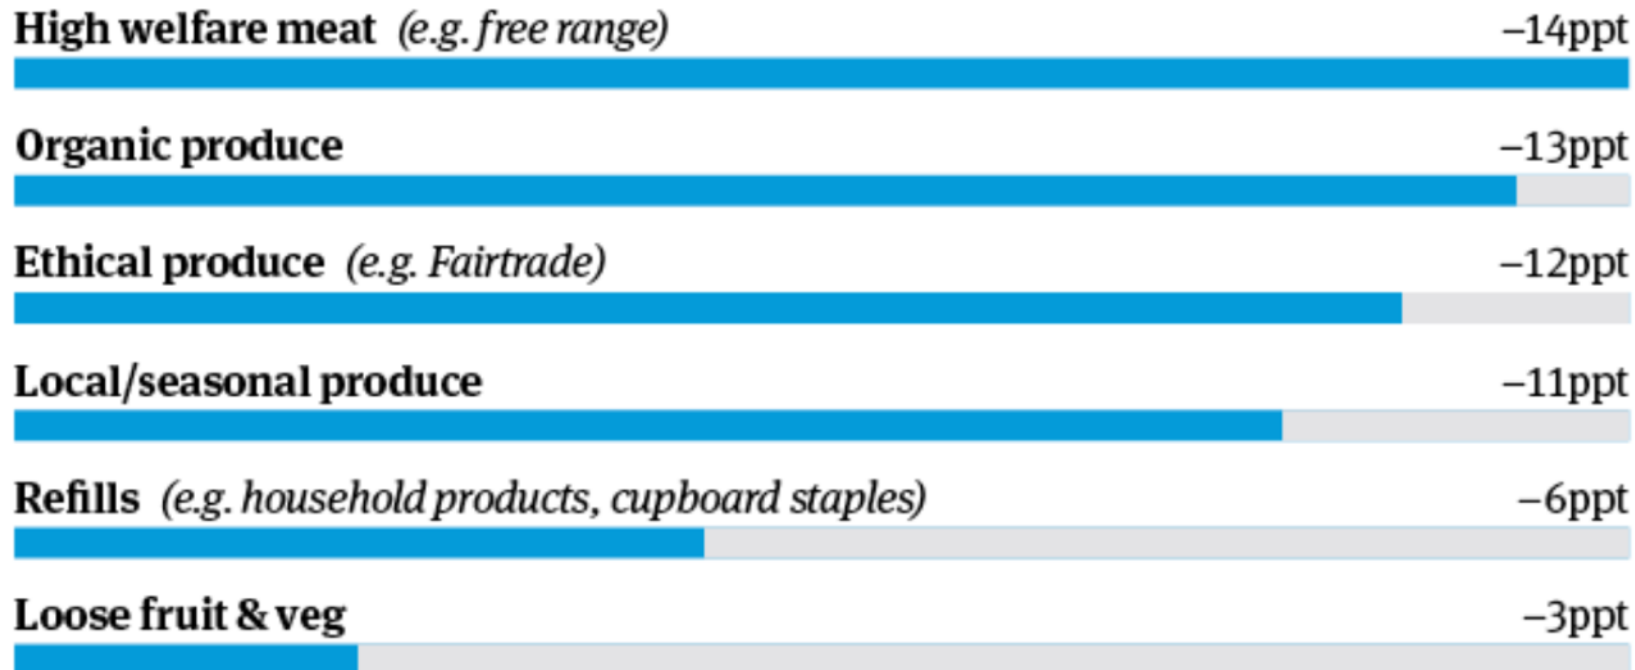 High welfare meat (e.g. free range) –14ppt
Organic produce –13ppt
Ethical produce (e.g. Fairtrade) –12ppt
Local/seasonal produce –11ppt
Refills (e.g. household products, cupboard staples) –6ppt
Loose fruit & veg –3ppt